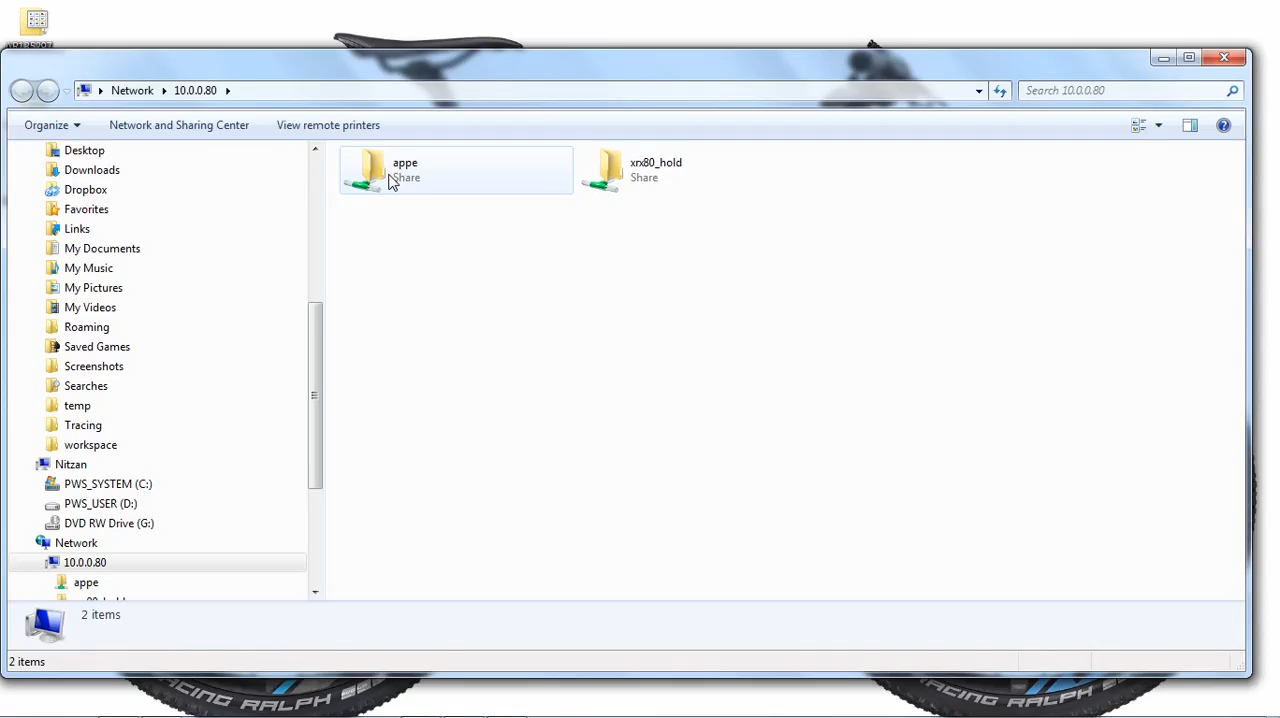 Network 10.0.0.80 Search 10.0.0.80
Organize Network and Sharing Center View remote printers
Desktop
Downloads
Dropbox
Favorites
Links
My Documents
My Music
My Pictures
My Videos
Roaming
Saved Games
Screenshots
Searches
temp
Tracing
workspace
Nitzan
PWS_SYSTEM (C:)
PWS_USER (D:)
DVD RW Drive (G:)
Network
10.0.0.80
appe
appe
Share
xrx80_hold
Share
2 items
2 items
RACING RALPH
RACING RALPH